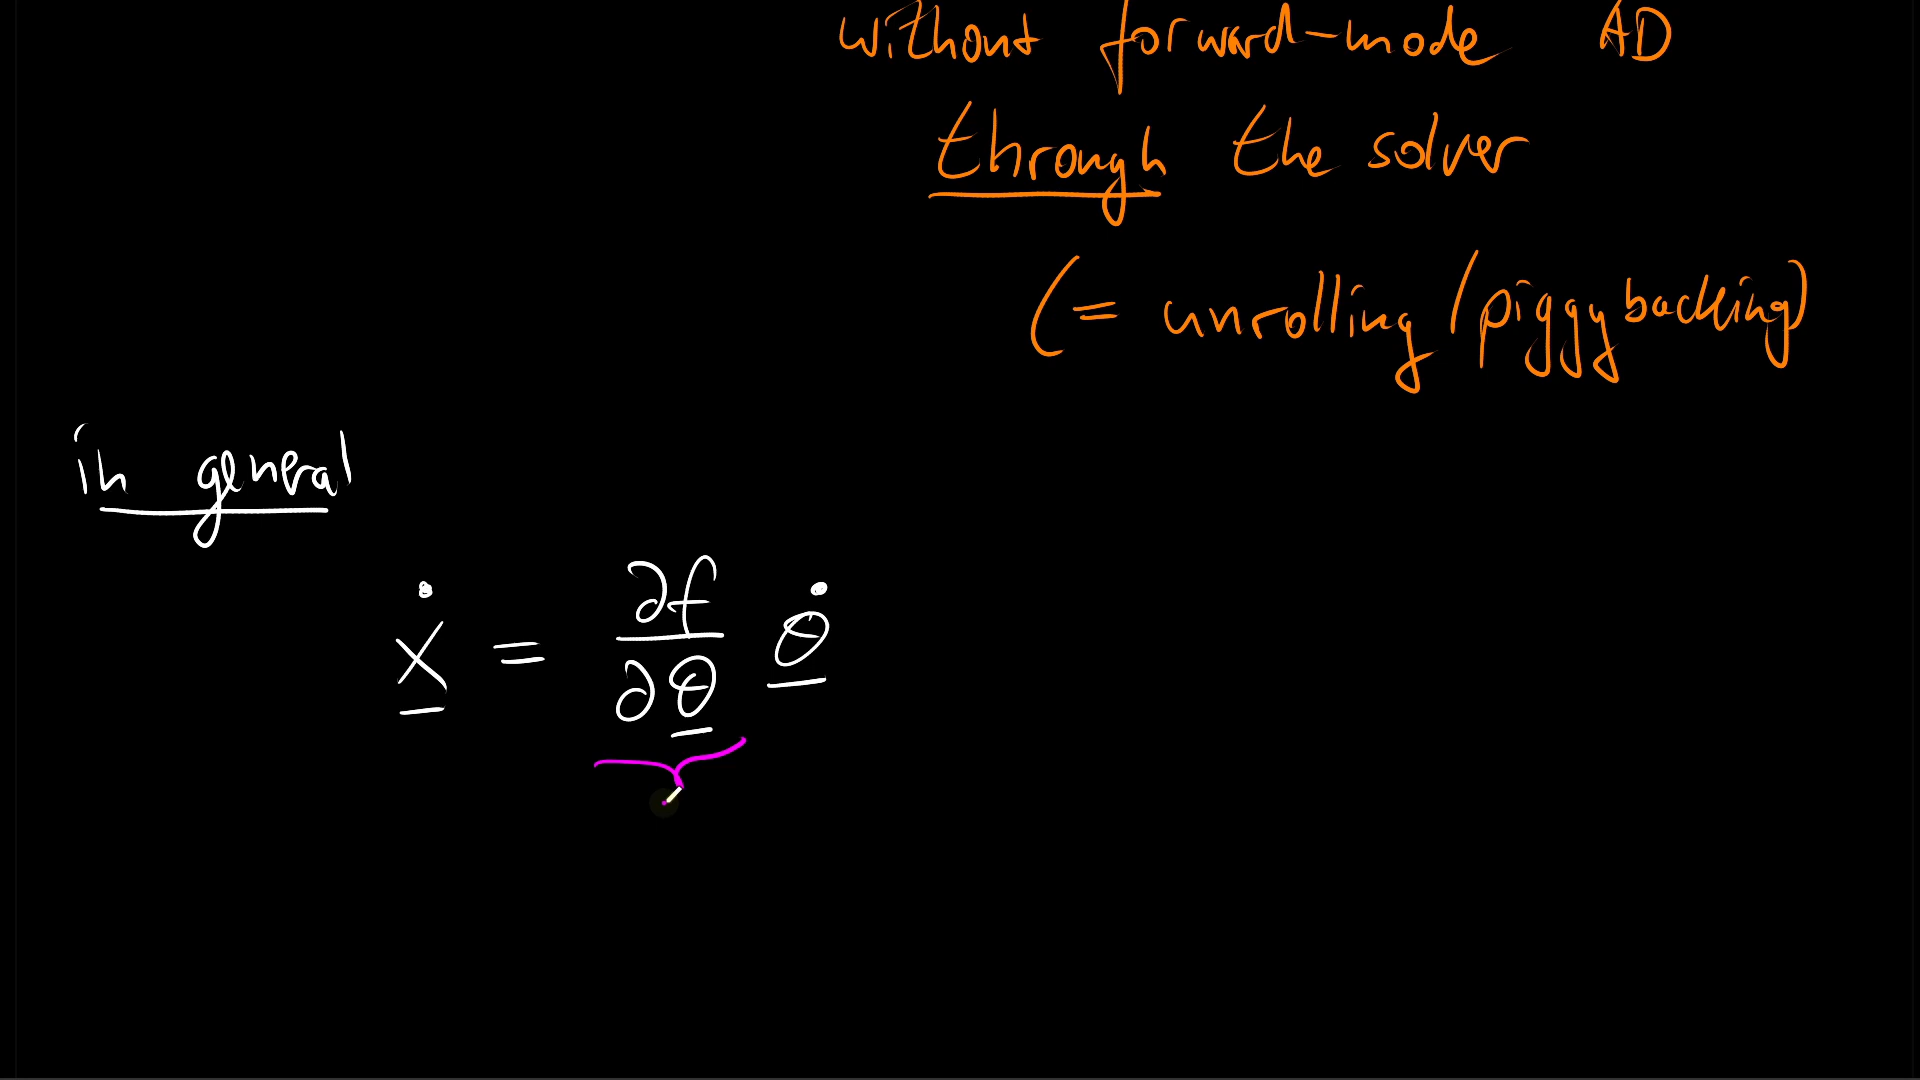 without forward-mode AD
through the solver
(= unrolling/piggybacking)
in general
ẋ = ∂f/∂θ θ̇